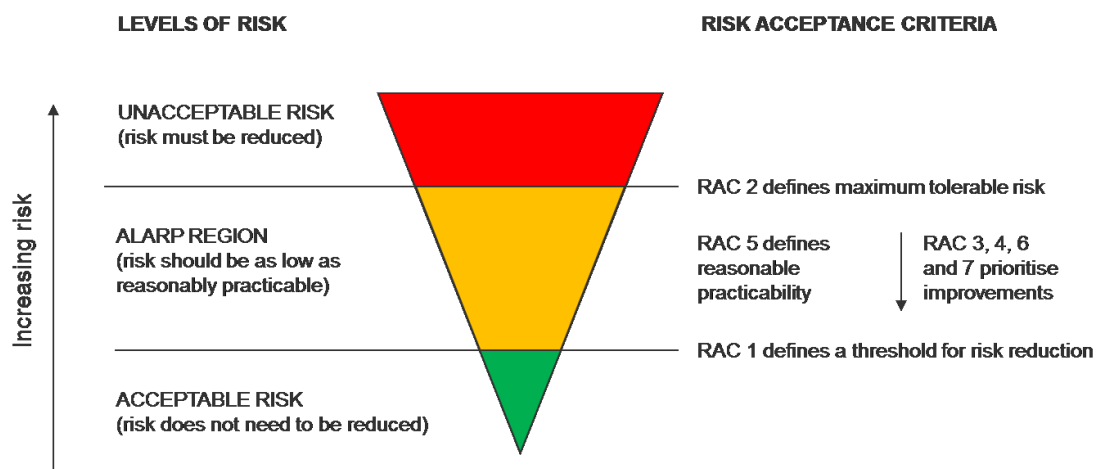 LEVELS OF RISK
RISK ACCEPTANCE CRITERIA
Increasing risk
UNACCEPTABLE RISK
(risk must be reduced)
RAC 2 defines maximum tolerable risk
ALARP REGION
(risk should be as low as
reasonably practicable)
RAC 5 defines
reasonable
practicability
RAC 3, 4, 6
and 7 prioritise
improvements
RAC 1 defines a threshold for risk reduction
ACCEPTABLE RISK
(risk does not need to be reduced)